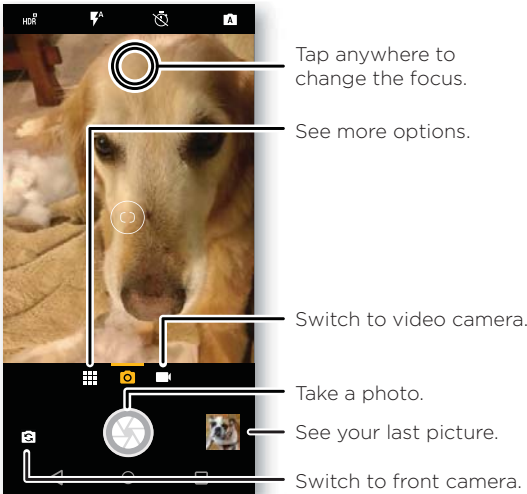 HDR
A
A
Tap anywhere to
change the focus.
See more options.
Switch to video camera.
Take a photo.
See your last picture.
Switch to front camera.